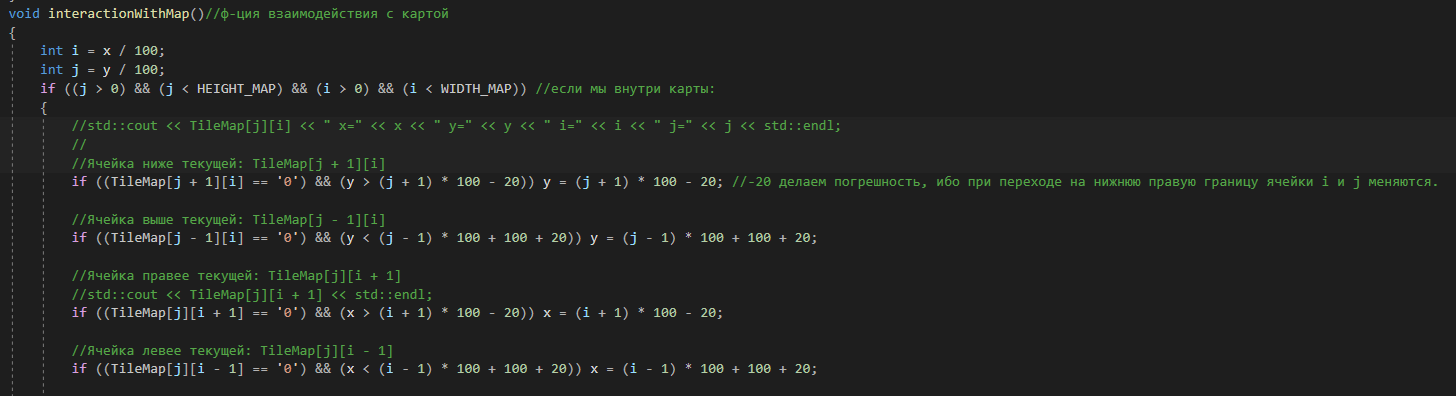 void interactionWithMap()//ф-ция взаимодействия с картой
{
int i = x / 100;
int j = y / 100;
if ((j > 0) && (j < HEIGHT_MAP) && (i > 0) && (i < WIDTH_MAP)) //если мы внутри карты:
{
//std::cout << TileMap[j][i] << " x=" << x << " y=" << y << " i=" << i << " j=" << j << std::endl;
//
//Ячейка ниже текущей: TileMap[j + 1][i]
if ((TileMap[j + 1][i] == '0') && (y > (j + 1) * 100 - 20)) y = (j + 1) * 100 - 20; //-20 делаем погрешность, ибо при переходе на нижнюю правую границу ячейки i и j меняются.
//Ячейка выше текущей: TileMap[j - 1][i]
if ((TileMap[j - 1][i] == '0') && (y < (j - 1) * 100 + 100 + 20)) y = (j - 1) * 100 + 100 + 20;
//Ячейка правее текущей: TileMap[j][i + 1]
//std::cout << TileMap[j][i + 1] << std::endl;
if ((TileMap[j][i + 1] == '0') && (x > (i + 1) * 100 - 20)) x = (i + 1) * 100 - 20;
//Ячейка левее текущей: TileMap[j][i - 1]
if ((TileMap[j][i - 1] == '0') && (x < (i - 1) * 100 + 100 + 20)) x = (i - 1) * 100 + 100 + 20;